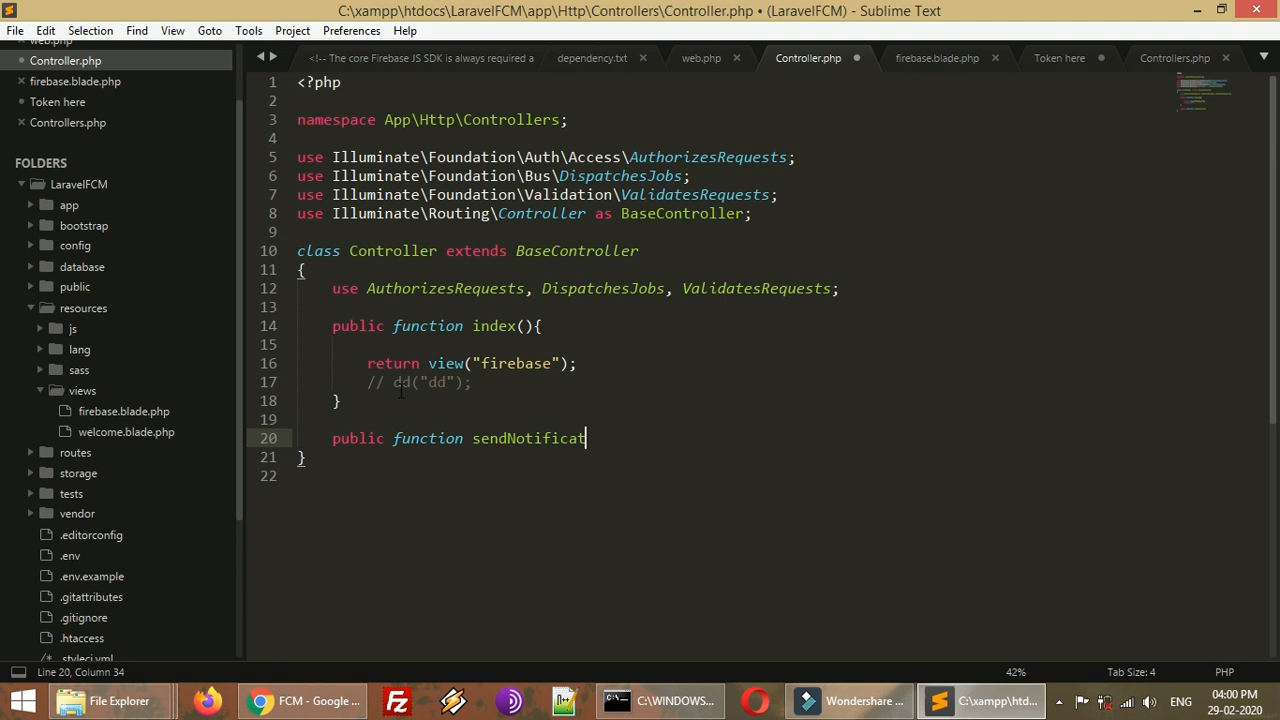 C:\xampp\htdocs\LaravelFCM\app\Http\Controllers\Controller.php • (LaravelFCM) - Sublime Text
File Edit Selection Find View Goto Tools Project Preferences Help
web.php
Controller.php
firebase.blade.php
Token here
Controllers.php
FOLDERS
LaravelFCM
app
bootstrap
config
database
public
resources
js
lang
sass
views
firebase.blade.php
welcome.blade.php
routes
storage
tests
vendor
.editorconfig
.env
.env.example
.gitattributes
.gitignore
.htaccess
.styleci.yml
<!-- The core Firebase JS SDK is always required a dependency.txt web.php Controller.php firebase.blade.php Token here Controllers.php
1 <?php
2
3 namespace App\Http\Controllers;
4
5 use Illuminate\Foundation\Auth\Access\AuthorizesRequests;
6 use Illuminate\Foundation\Bus\DispatchesJobs;
7 use Illuminate\Foundation\Validation\ValidatesRequests;
8 use Illuminate\Routing\Controller as BaseController;
9
10 class Controller extends BaseController
11 {
12 use AuthorizesRequests, DispatchesJobs, ValidatesRequests;
13
14 public function index(){
15
16 return view("firebase");
17 // dd("dd");
18 }
19
20 public function sendNotificat
21 }
22
Line 20, Column 34 42% Tab Size: 4 PHP
File Explorer FCM - Google ... C:\WINDOWS... Wondershare ... C:\xampp\htd... ENG
04:00 PM
29-02-2020